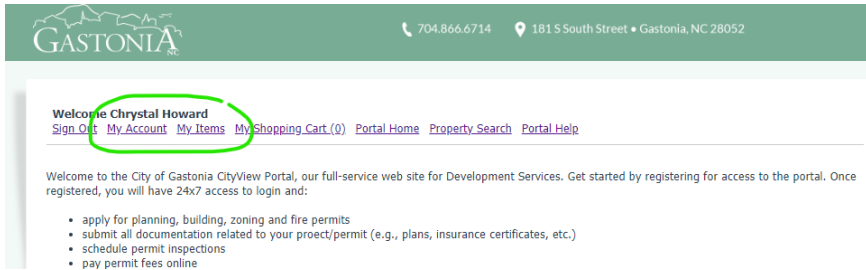 GASTONIA NC
704.866.6714 181 S South Street • Gastonia, NC 28052
Welcome Chrystal Howard
Sign Out My Account My Items My Shopping Cart (0) Portal Home Property Search Portal Help
Welcome to the City of Gastonia CityView Portal, our full-service web site for Development Services. Get started by registering for access to the portal. Once
registered, you will have 24x7 access to login and:
• apply for planning, building, zoning and fire permits
• submit all documentation related to your proect/permit (e.g., plans, insurance certificates, etc.)
• schedule permit inspections
• pay permit fees online